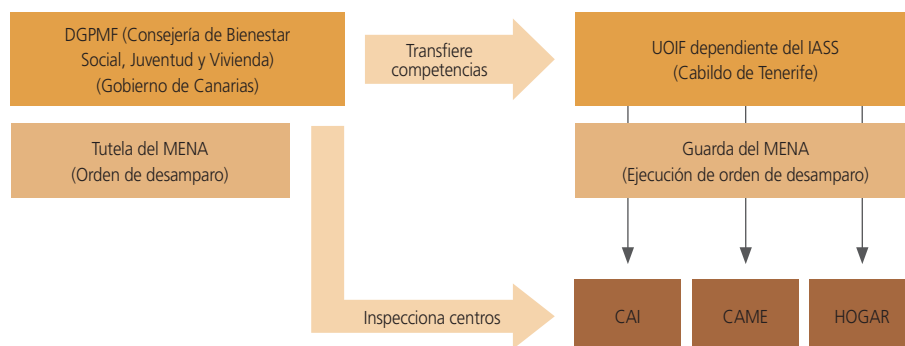 DGPMF (Consejería de Bienestar
Social, Juventud y Vivienda)
(Gobierno de Canarias)
Transfiere
competencias
UOIF dependiente del IASS
(Cabildo de Tenerife)
Tutela del MENA
(Orden de desamparo)
Guarda del MENA
(Ejecución de orden de desamparo)
Inspecciona centros
CAI
CAME
HOGAR